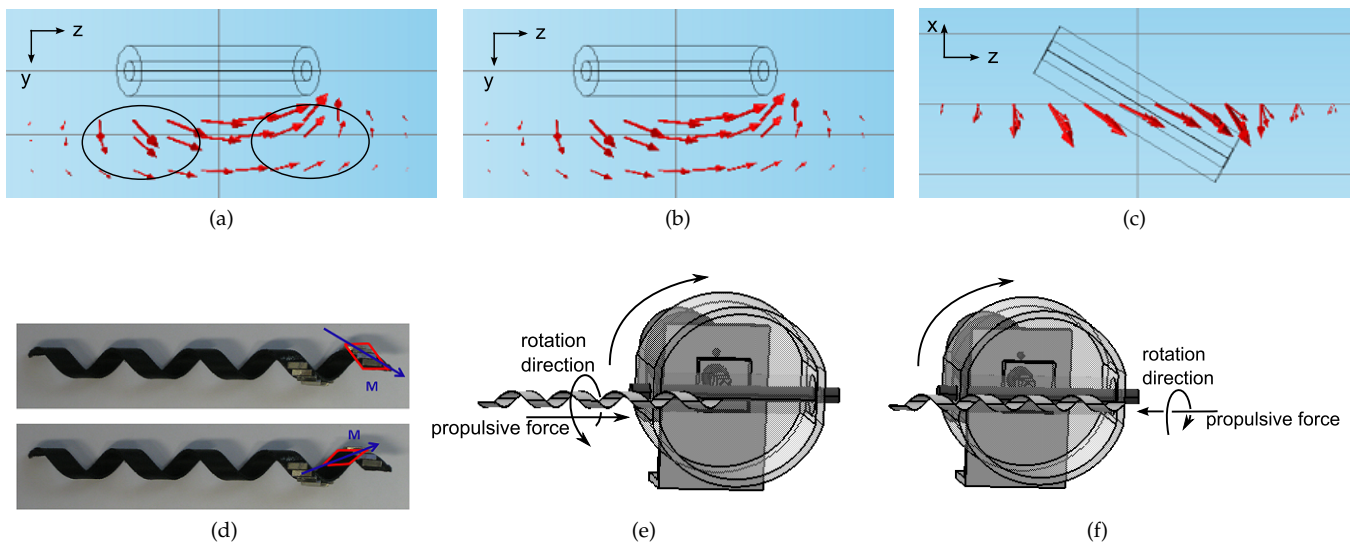 z
y
(a)
z
y
(b)
x
z
(c)
M
M
(d)
rotation
direction
propulsive force
(e)
rotation
direction
propulsive force
(f)